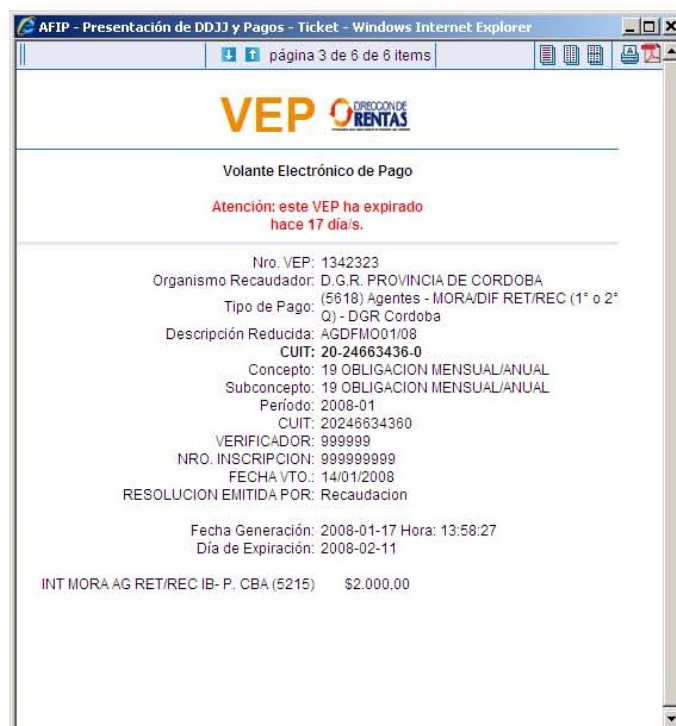 AFIP - Presentación de DDJJ y Pagos - Ticket - Windows Internet Explorer
página 3 de 6 de 6 items
VEP DIRECCION DE
RENTAS
Volante Electrónico de Pago
Atención: este VEP ha expirado
hace 17 día/s.
Nro. VEP: 1342323
Organismo Recaudador: D.G.R. PROVINCIA DE CORDOBA
Tipo de Pago: (5618) Agentes - MORA/DIF RET/REC (1° o 2°
Q) - DGR Cordoba
Descripción Reducida: AGDFMO01/08
CUIT: 20-24663436-0
Concepto: 19 OBLIGACION MENSUAL/ANUAL
Subconcepto: 19 OBLIGACION MENSUAL/ANUAL
Período: 2008-01
CUIT: 20246634360
VERIFICADOR: 999999
NRO. INSCRIPCION: 999999999
FECHA VTO.: 14/01/2008
RESOLUCION EMITIDA POR: Recaudacion
Fecha Generación: 2008-01-17 Hora: 13:58:27
Día de Expiración: 2008-02-11
INT MORA AG RET/REC IB- P. CBA (5215) $2.000,00